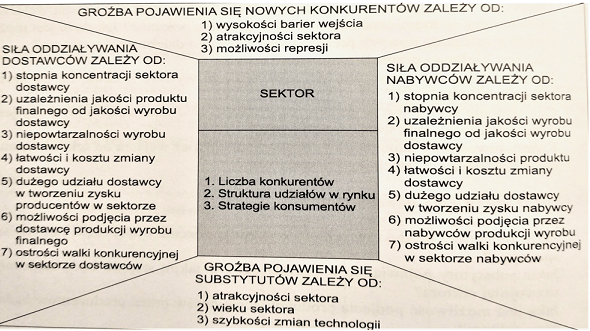 GROŹBA POJAWIENIA SIĘ NOWYCH KONKURENTÓW ZALEŻY OD:
1) wysokości barier wejścia
2) atrakcyjności sektora
3) możliwości represji
SIŁA ODDZIAŁYWANIA
DOSTAWCÓW ZALEŻY OD:
1) stopnia koncentracji sektora
dostawcy
2) uzależnienia jakości produktu
finalnego od jakości wyrobu
dostawcy
3) niepowtarzalności wyrobu
dostawcy
4) łatwości i kosztu zmiany
dostawcy
5) dużego udziału dostawcy
w tworzeniu zysku
producentów w sektorze
6) możliwości podjęcia przez
dostawcę produkcji wyrobu
finalnego
7) ostrości walki konkurencyjnej
w sektorze dostawców
SEKTOR
1. Liczba konkurentów
2. Struktura udziałów w rynku
3. Strategie konsumentów
SIŁA ODDZIAŁYWANIA
NABYWCÓW ZALEŻY OD:
1) stopnia koncentracji sektora
nabywcy
2) uzależnienia jakości wyrobu
finalnego od jakości wyrobu
dostawcy
3) niepowtarzalności produktu
4) łatwości i kosztu zmiany
dostawcy
5) dużego udziału dostawcy
w tworzeniu zysku nabywcy
6) możliwości podjęcia przez
nabywców produkcji wyrobu
7) ostrości walki konkurencyjnej
w sektorze nabywców
GROŹBA POJAWIENIA SIĘ
SUBSTYTUTÓW ZALEŻY OD:
1) atrakcyjności sektora
2) wieku sektora
3) szybkości zmian technologii